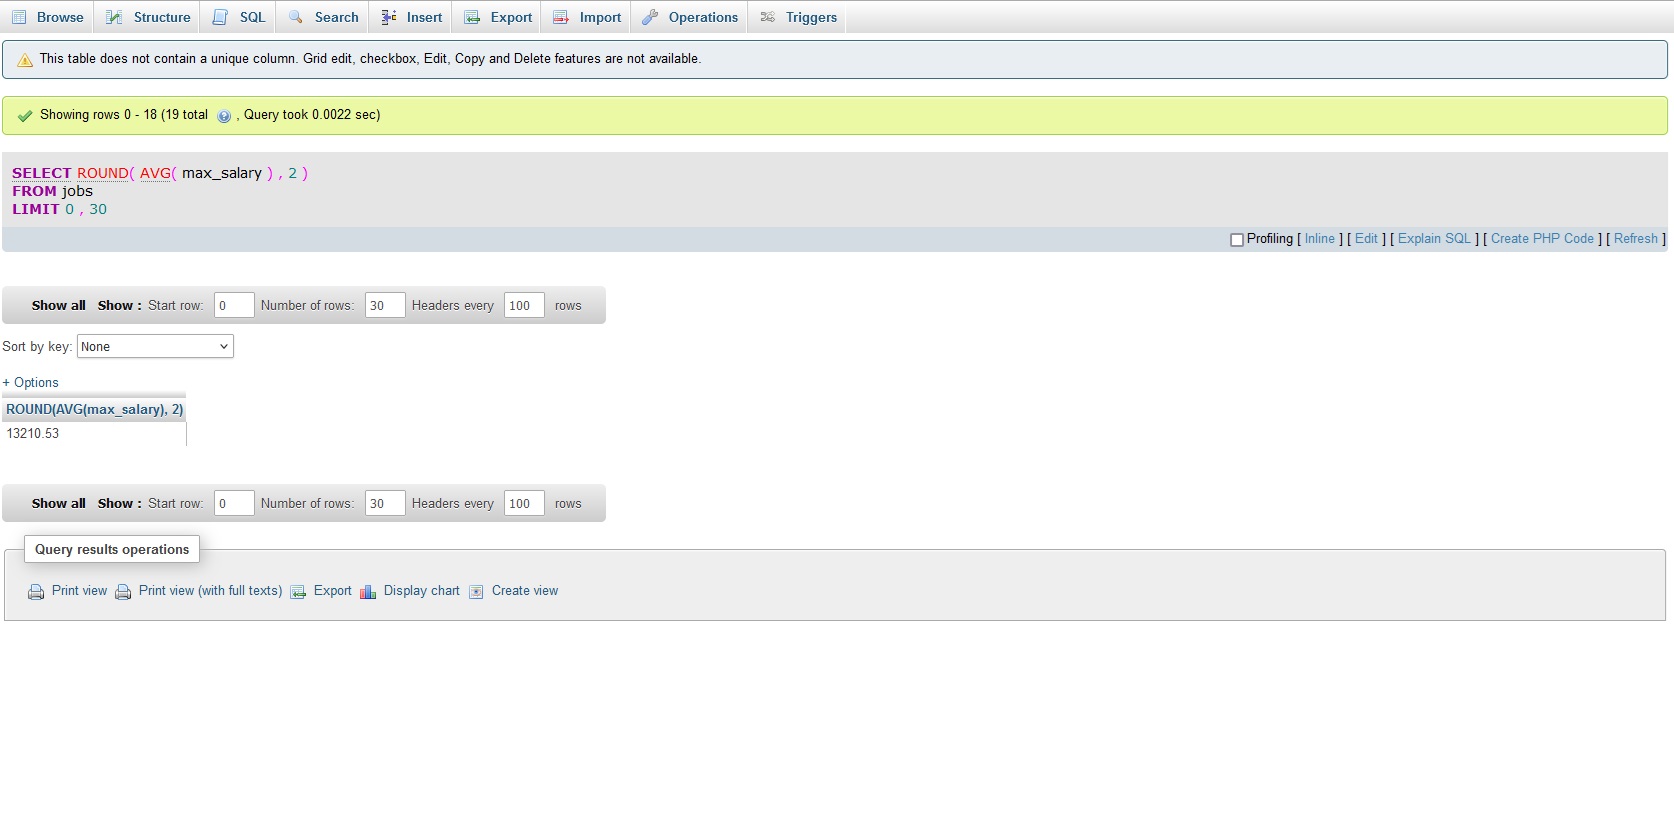 Browse Structure SQL Search Insert Export Import Operations Triggers
This table does not contain a unique column. Grid edit, checkbox, Edit, Copy and Delete features are not available.
Showing rows 0 - 18 (19 total , Query took 0.0022 sec)
SELECT ROUND( AVG( max_salary ) , 2 )
FROM jobs
LIMIT 0 , 30
Profiling [ Inline ] [ Edit ] [ Explain SQL ] [ Create PHP Code ] [ Refresh ]
Show all Show : Start row: 0 Number of rows: 30 Headers every 100 rows
Sort by key: None
+ Options
ROUND(AVG(max_salary), 2)
13210.53
Show all Show : Start row: 0 Number of rows: 30 Headers every 100 rows
Query results operations
Print view Print view (with full texts) Export Display chart Create view